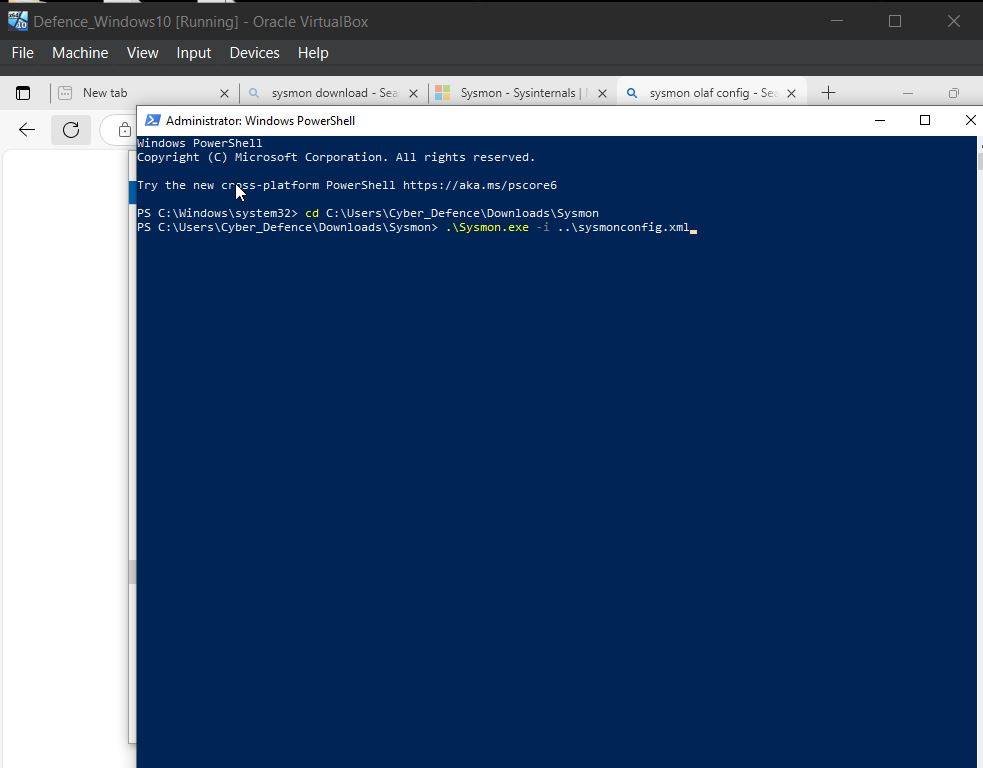 Defence_Windows10 [Running] - Oracle VirtualBox
File Machine View Input Devices Help
New tab
sysmon download - Sea
Sysmon - Sysinternals |
sysmon olaf config - Sea
Administrator: Windows PowerShell
Windows PowerShell
Copyright (C) Microsoft Corporation. All rights reserved.
Try the new cross-platform PowerShell https://aka.ms/pscore6
PS C:\Windows\system32> cd C:\Users\Cyber_Defence\Downloads\Sysmon
PS C:\Users\Cyber_Defence\Downloads\Sysmon> .\Sysmon.exe -i ..\sysmonconfig.xml